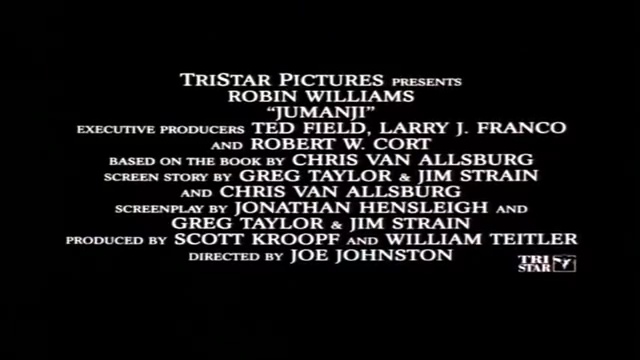 TRISTAR PICTURES PRESENTS
ROBIN WILLIAMS
“JUMANJI”
EXECUTIVE PRODUCERS TED FIELD, LARRY J. FRANCO
AND ROBERT W. CORT
BASED ON THE BOOK BY CHRIS VAN ALLSBURG
SCREEN STORY BY GREG TAYLOR & JIM STRAIN
AND CHRIS VAN ALLSBURG
SCREENPLAY BY JONATHAN HENSLEIGH AND
GREG TAYLOR & JIM STRAIN
PRODUCED BY SCOTT KROOPF AND WILLIAM TEITLER
DIRECTED BY JOE JOHNSTON
TRI
STAR